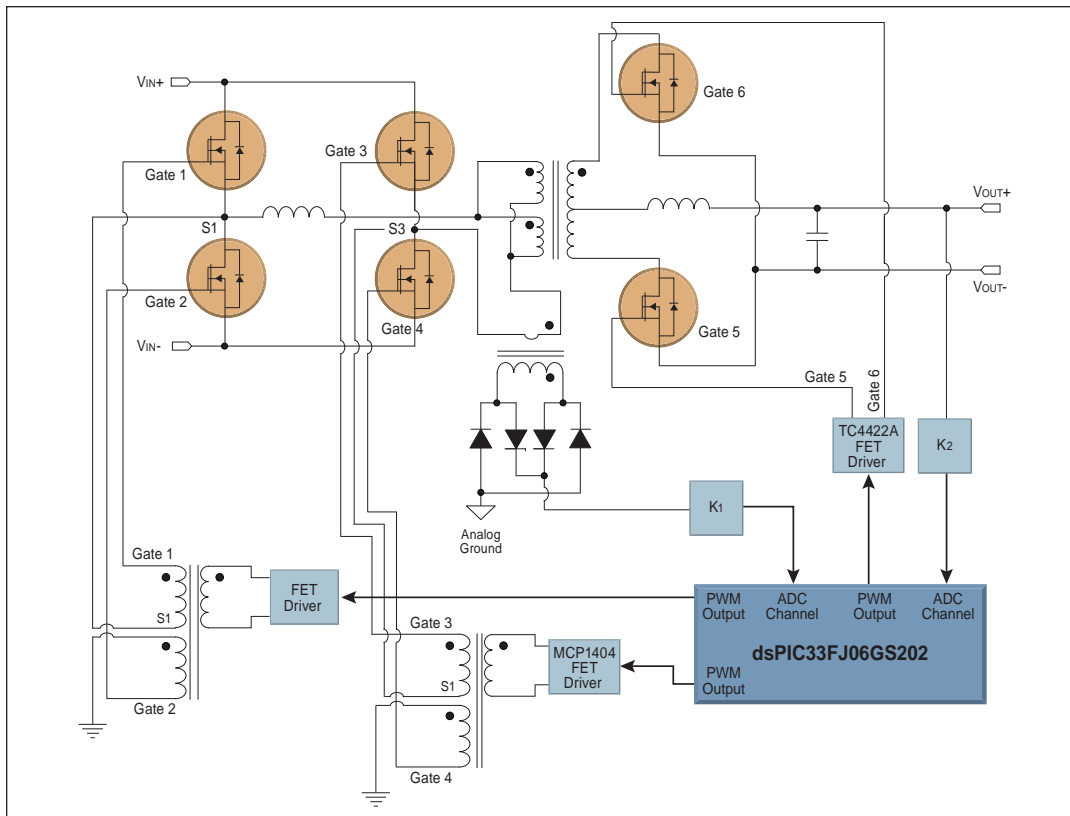 VIN+
Gate 1
S1
Gate 2
VIN-
Gate 3
S3
Gate 4
Gate 6
VOUT+
VOUT-
Gate 5
Gate 5
Gate 6
TC4422A
FET
Driver
K2
K1
Analog
Ground
Gate 1
S1
Gate 2
FET
Driver
Gate 3
S1
Gate 4
MCP1404
FET
Driver
PWM
Output
ADC
Channel
PWM
Output
ADC
Channel
dsPIC33FJ06GS202
PWM
Output